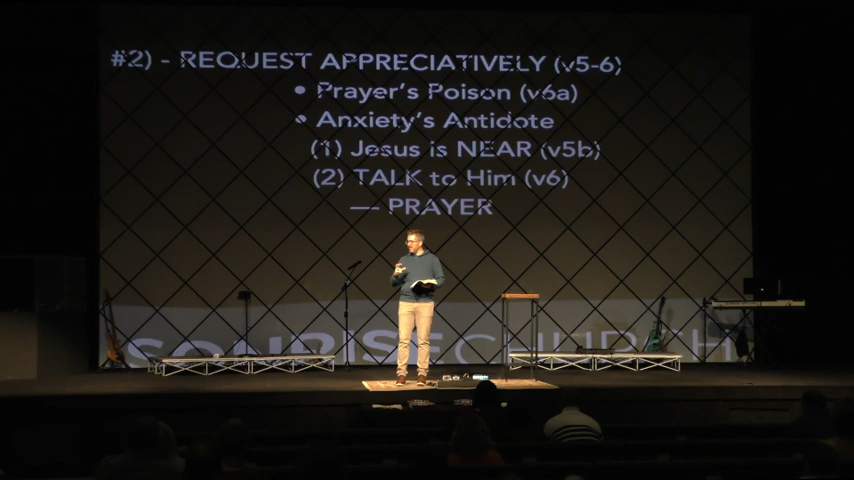 #2) - REQUEST APPRECIATIVELY (v5-6)
• Prayer's Poison (v6a)
• Anxiety's Antidote
(1) Jesus is NEAR (v5b)
(2) TALK to Him (v6)
— PRAYER
SONRISECHURCH